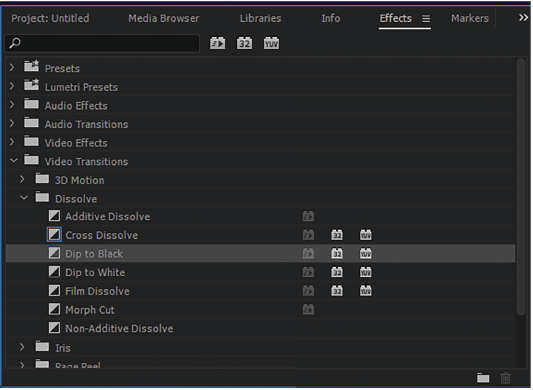 Project: Untitled Media Browser Libraries Info Effects Markers
32 YUV
Presets
Lumetri Presets
Audio Effects
Audio Transitions
Video Effects
Video Transitions
3D Motion
Dissolve
Additive Dissolve
Cross Dissolve 32 YUV
Dip to Black 32 YUV
Dip to White 32 YUV
Film Dissolve 32 YUV
Morph Cut
Non-Additive Dissolve
Iris
Page Peel